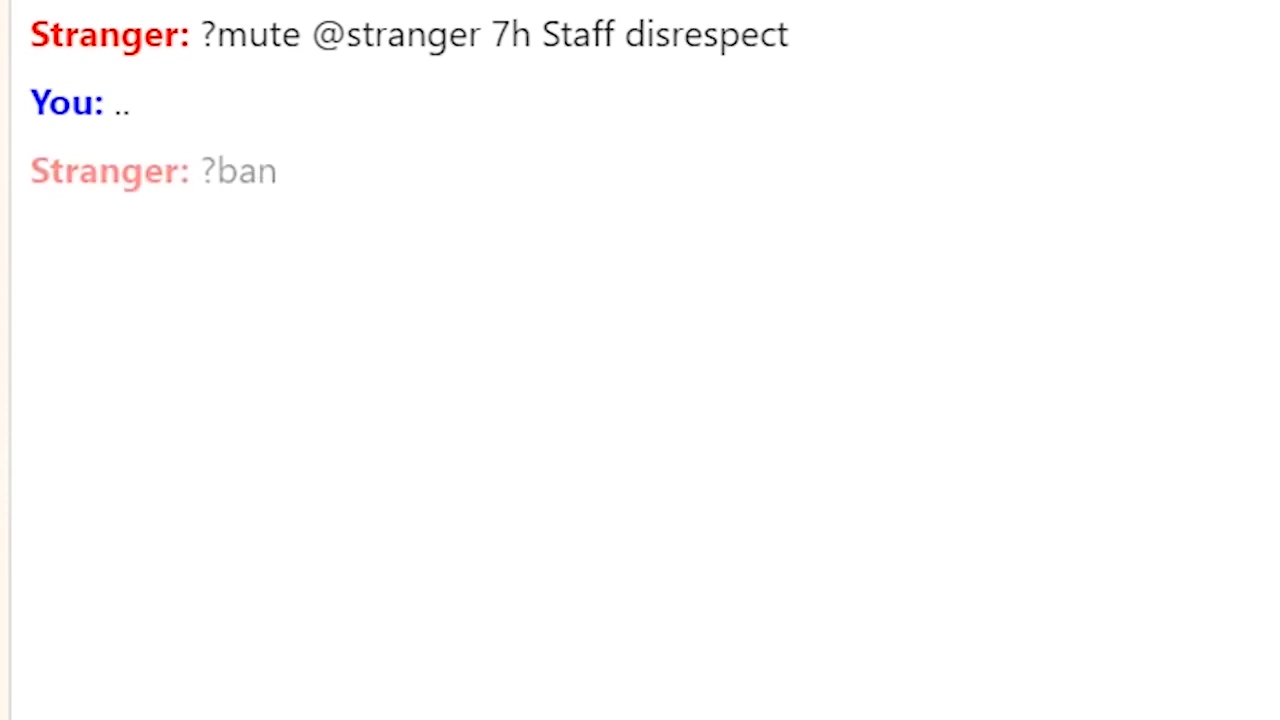 Stranger: ?mute @stranger 7h Staff disrespect
You: ..
Stranger: ?ban